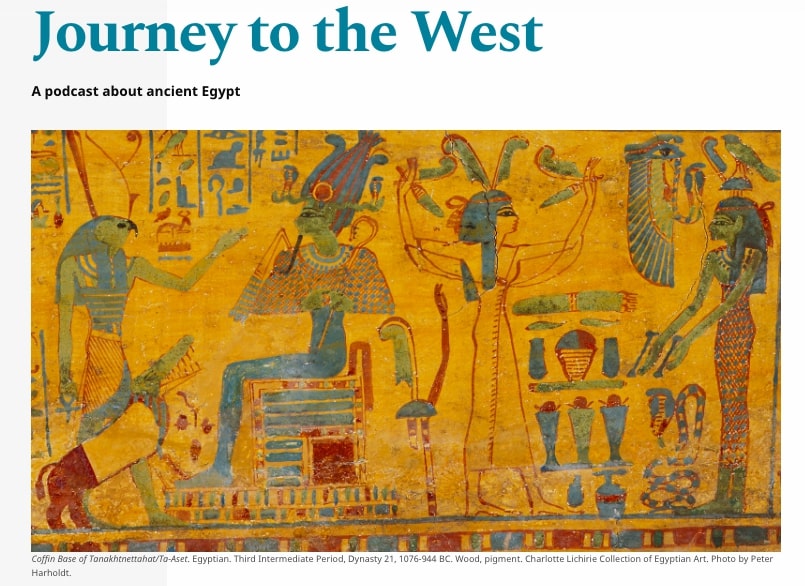 Journey to the West
A podcast about ancient Egypt
Coffin Base of Tanakhtnettahat/Ta-Aset. Egyptian. Third Intermediate Period, Dynasty 21, 1076-944 BC. Wood, pigment. Charlotte Lichirie Collection of Egyptian Art. Photo by Peter
Harholdt.